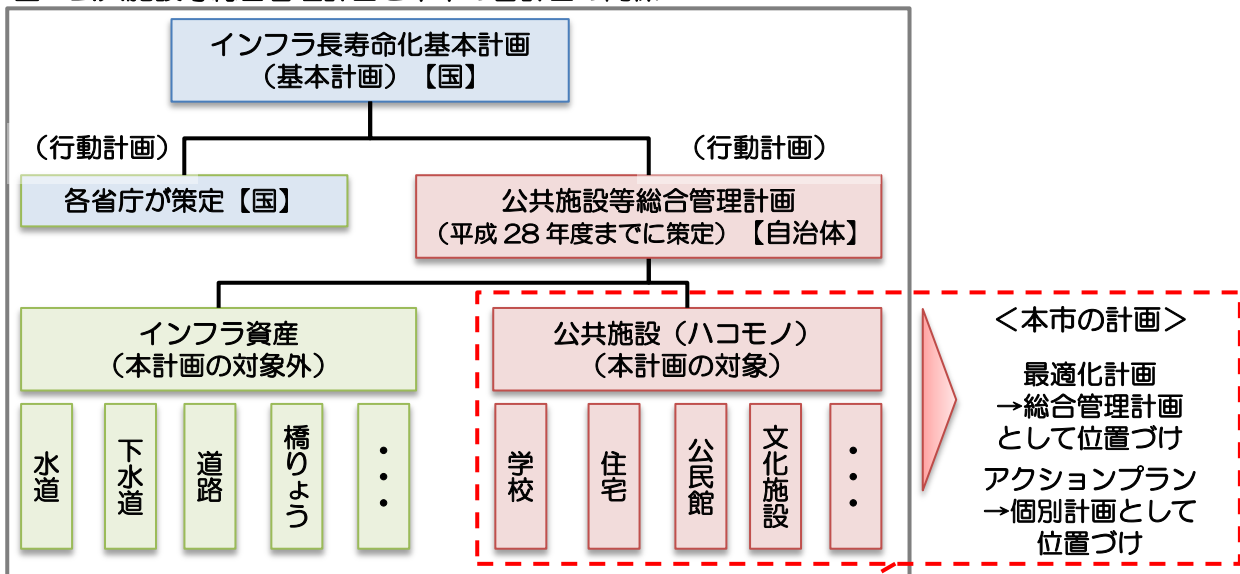 インフラ長寿命化基本計画
（基本計画）【国】
（行動計画）
（行動計画）
各省庁が策定【国】
公共施設等総合管理計画
（平成 28 年度までに策定）【自治体】
インフラ資産
（本計画の対象外）
公共施設（ハコモノ）
（本計画の対象）
水道
下水道
道路
橋りょう
・・・
学校
住宅
公民館
文化施設
・・・
＜本市の計画＞
最適化計画
→総合管理計画
として位置づけ
アクションプラン
→個別計画として
位置づけ